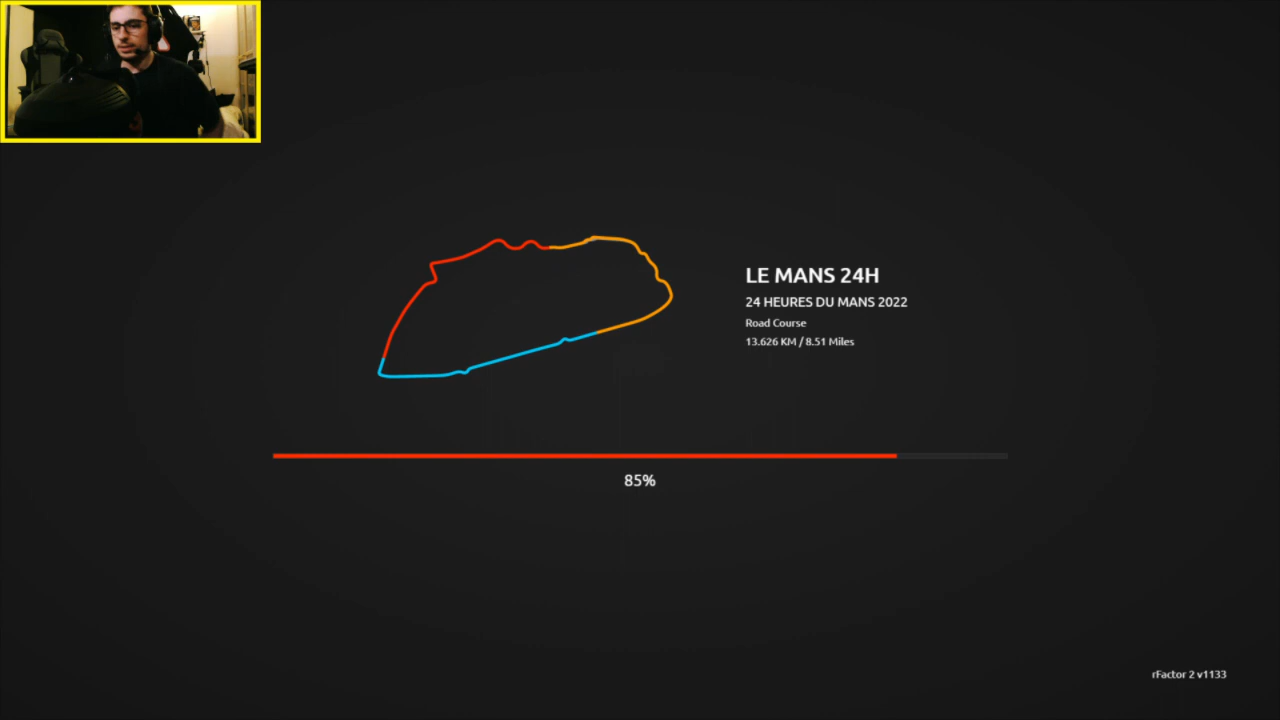 LE MANS 24H
24 HEURES DU MANS 2022
Road Course
13.626 KM / 8.51 Miles
85%
rFactor 2 v1133